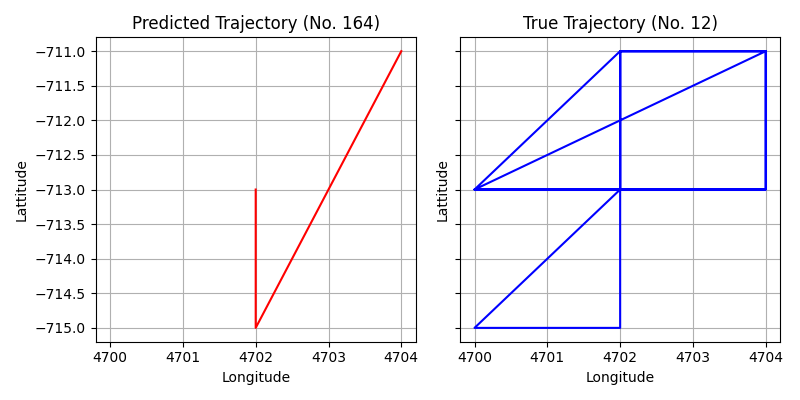 Predicted Trajectory (No. 164)
True Trajectory (No. 12)
Lattitude
−711.0
−711.5
−712.0
−712.5
−713.0
−713.5
−714.0
−714.5
−715.0
4700 4701 4702 4703 4704
Longitude
Lattitude
4700 4701 4702 4703 4704
Longitude